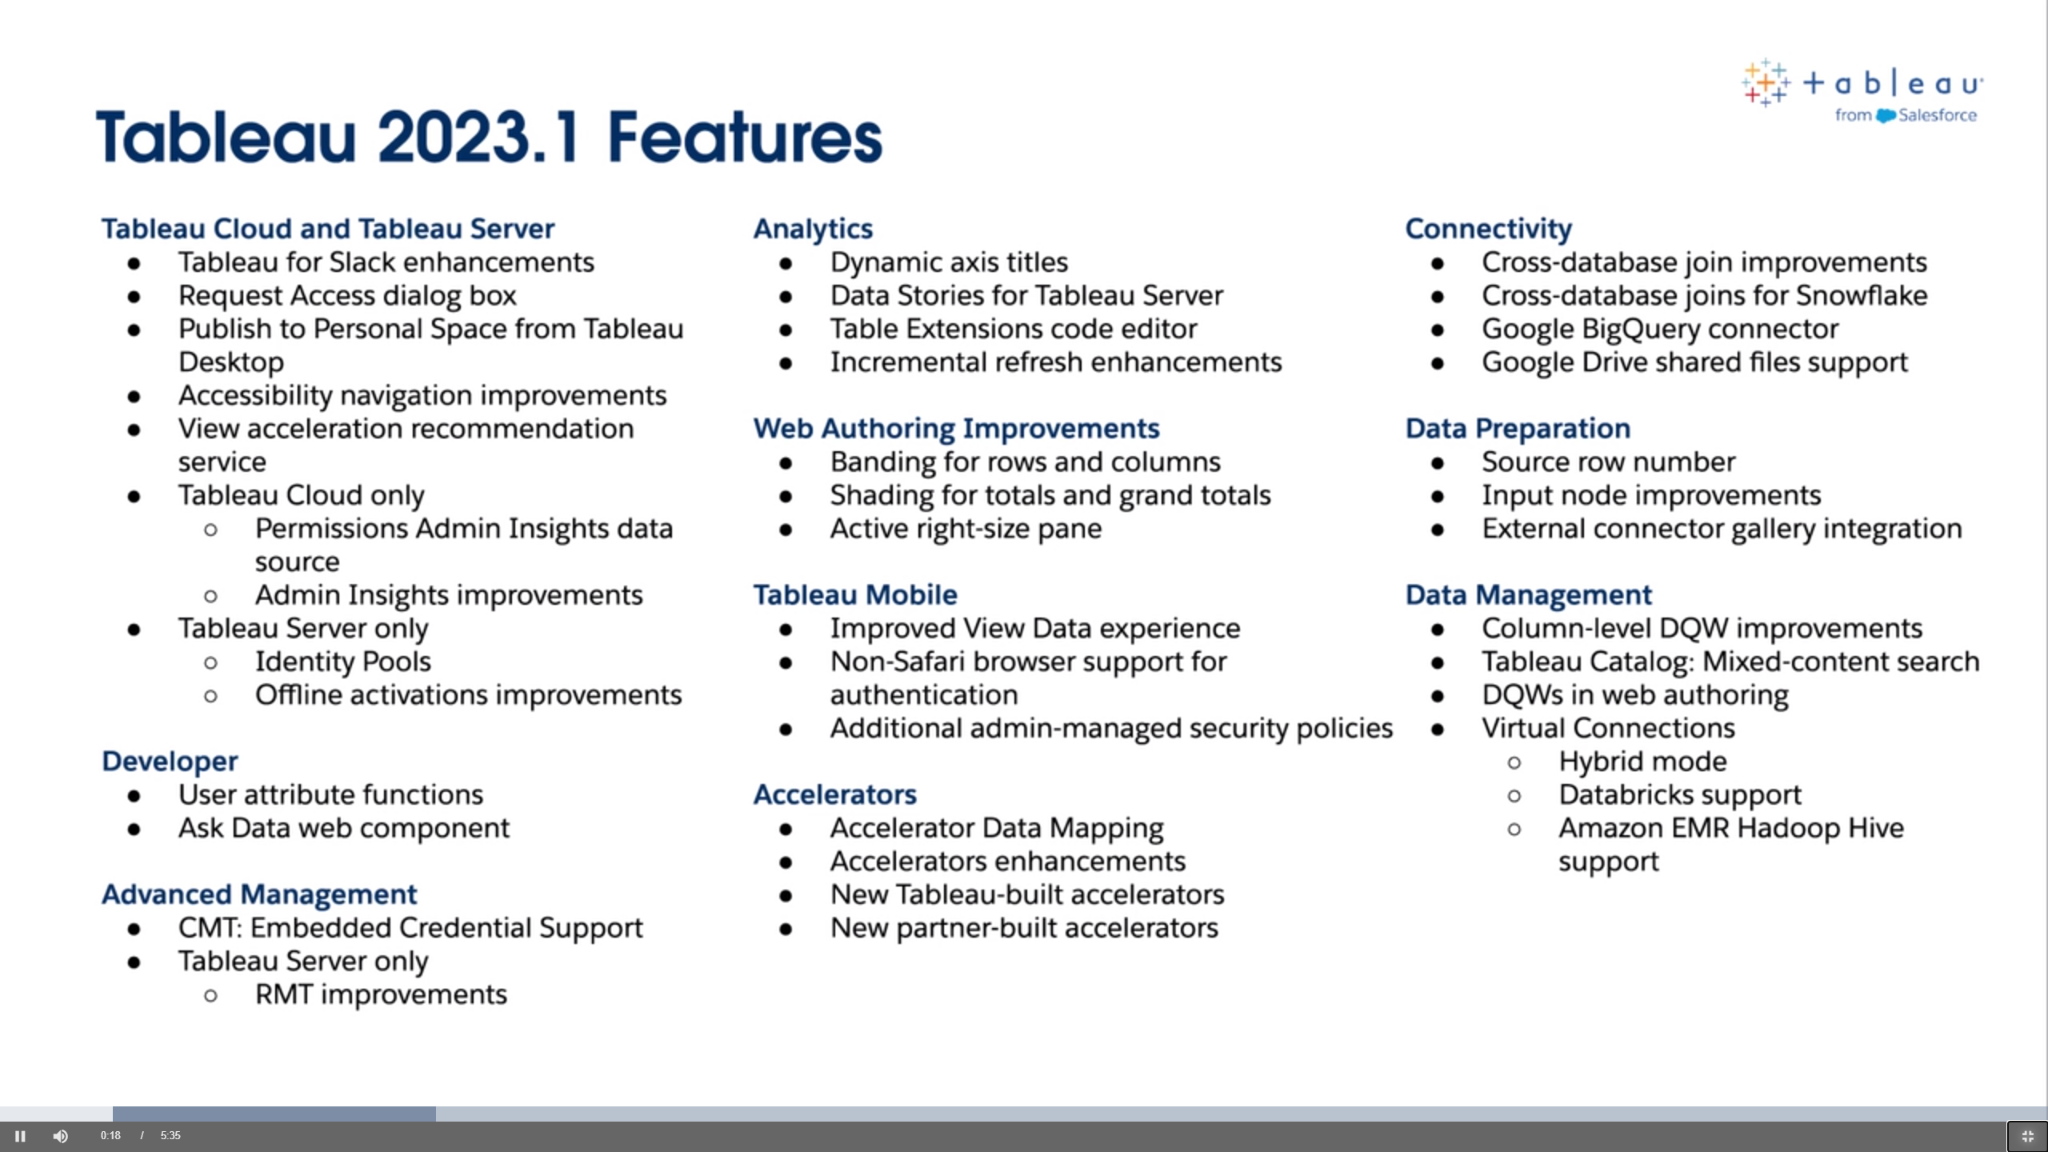 + a b | e a u
from Salesforce
Tableau 2023.1 Features
Tableau Cloud and Tableau Server
● Tableau for Slack enhancements
● Request Access dialog box
● Publish to Personal Space from Tableau
Desktop
● Accessibility navigation improvements
● View acceleration recommendation
service
● Tableau Cloud only
○ Permissions Admin Insights data
source
○ Admin Insights improvements
● Tableau Server only
○ Identity Pools
○ Offline activations improvements
Developer
● User attribute functions
● Ask Data web component
Advanced Management
● CMT: Embedded Credential Support
● Tableau Server only
○ RMT improvements
Analytics
● Dynamic axis titles
● Data Stories for Tableau Server
● Table Extensions code editor
● Incremental refresh enhancements
Web Authoring Improvements
● Banding for rows and columns
● Shading for totals and grand totals
● Active right-size pane
Tableau Mobile
● Improved View Data experience
● Non-Safari browser support for
authentication
● Additional admin-managed security policies
Accelerators
● Accelerator Data Mapping
● Accelerators enhancements
● New Tableau-built accelerators
● New partner-built accelerators
Connectivity
● Cross-database join improvements
● Cross-database joins for Snowflake
● Google BigQuery connector
● Google Drive shared files support
Data Preparation
● Source row number
● Input node improvements
● External connector gallery integration
Data Management
● Column-level DQW improvements
● Tableau Catalog: Mixed-content search
● DQWs in web authoring
● Virtual Connections
○ Hybrid mode
○ Databricks support
○ Amazon EMR Hadoop Hive
support
0:18 / 5:35